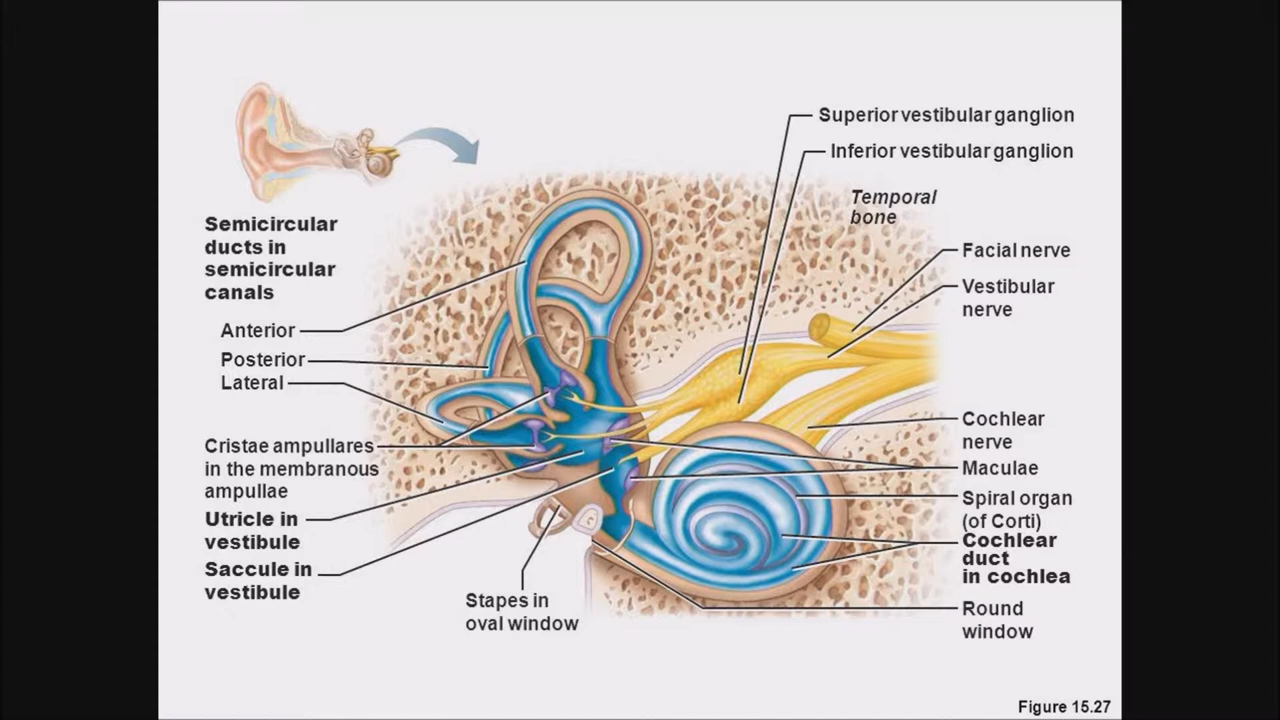 Superior vestibular ganglion
Inferior vestibular ganglion
Temporal
bone
Semicircular
ducts in
semicircular
canals
Facial nerve
Vestibular
nerve
Anterior
Posterior
Lateral
Cristae ampullares
in the membranous
ampullae
Utricle in
vestibule
Saccule in
vestibule
Stapes in
oval window
Cochlear
nerve
Maculae
Spiral organ
(of Corti)
Cochlear
duct
in cochlea
Round
window
Figure 15.27